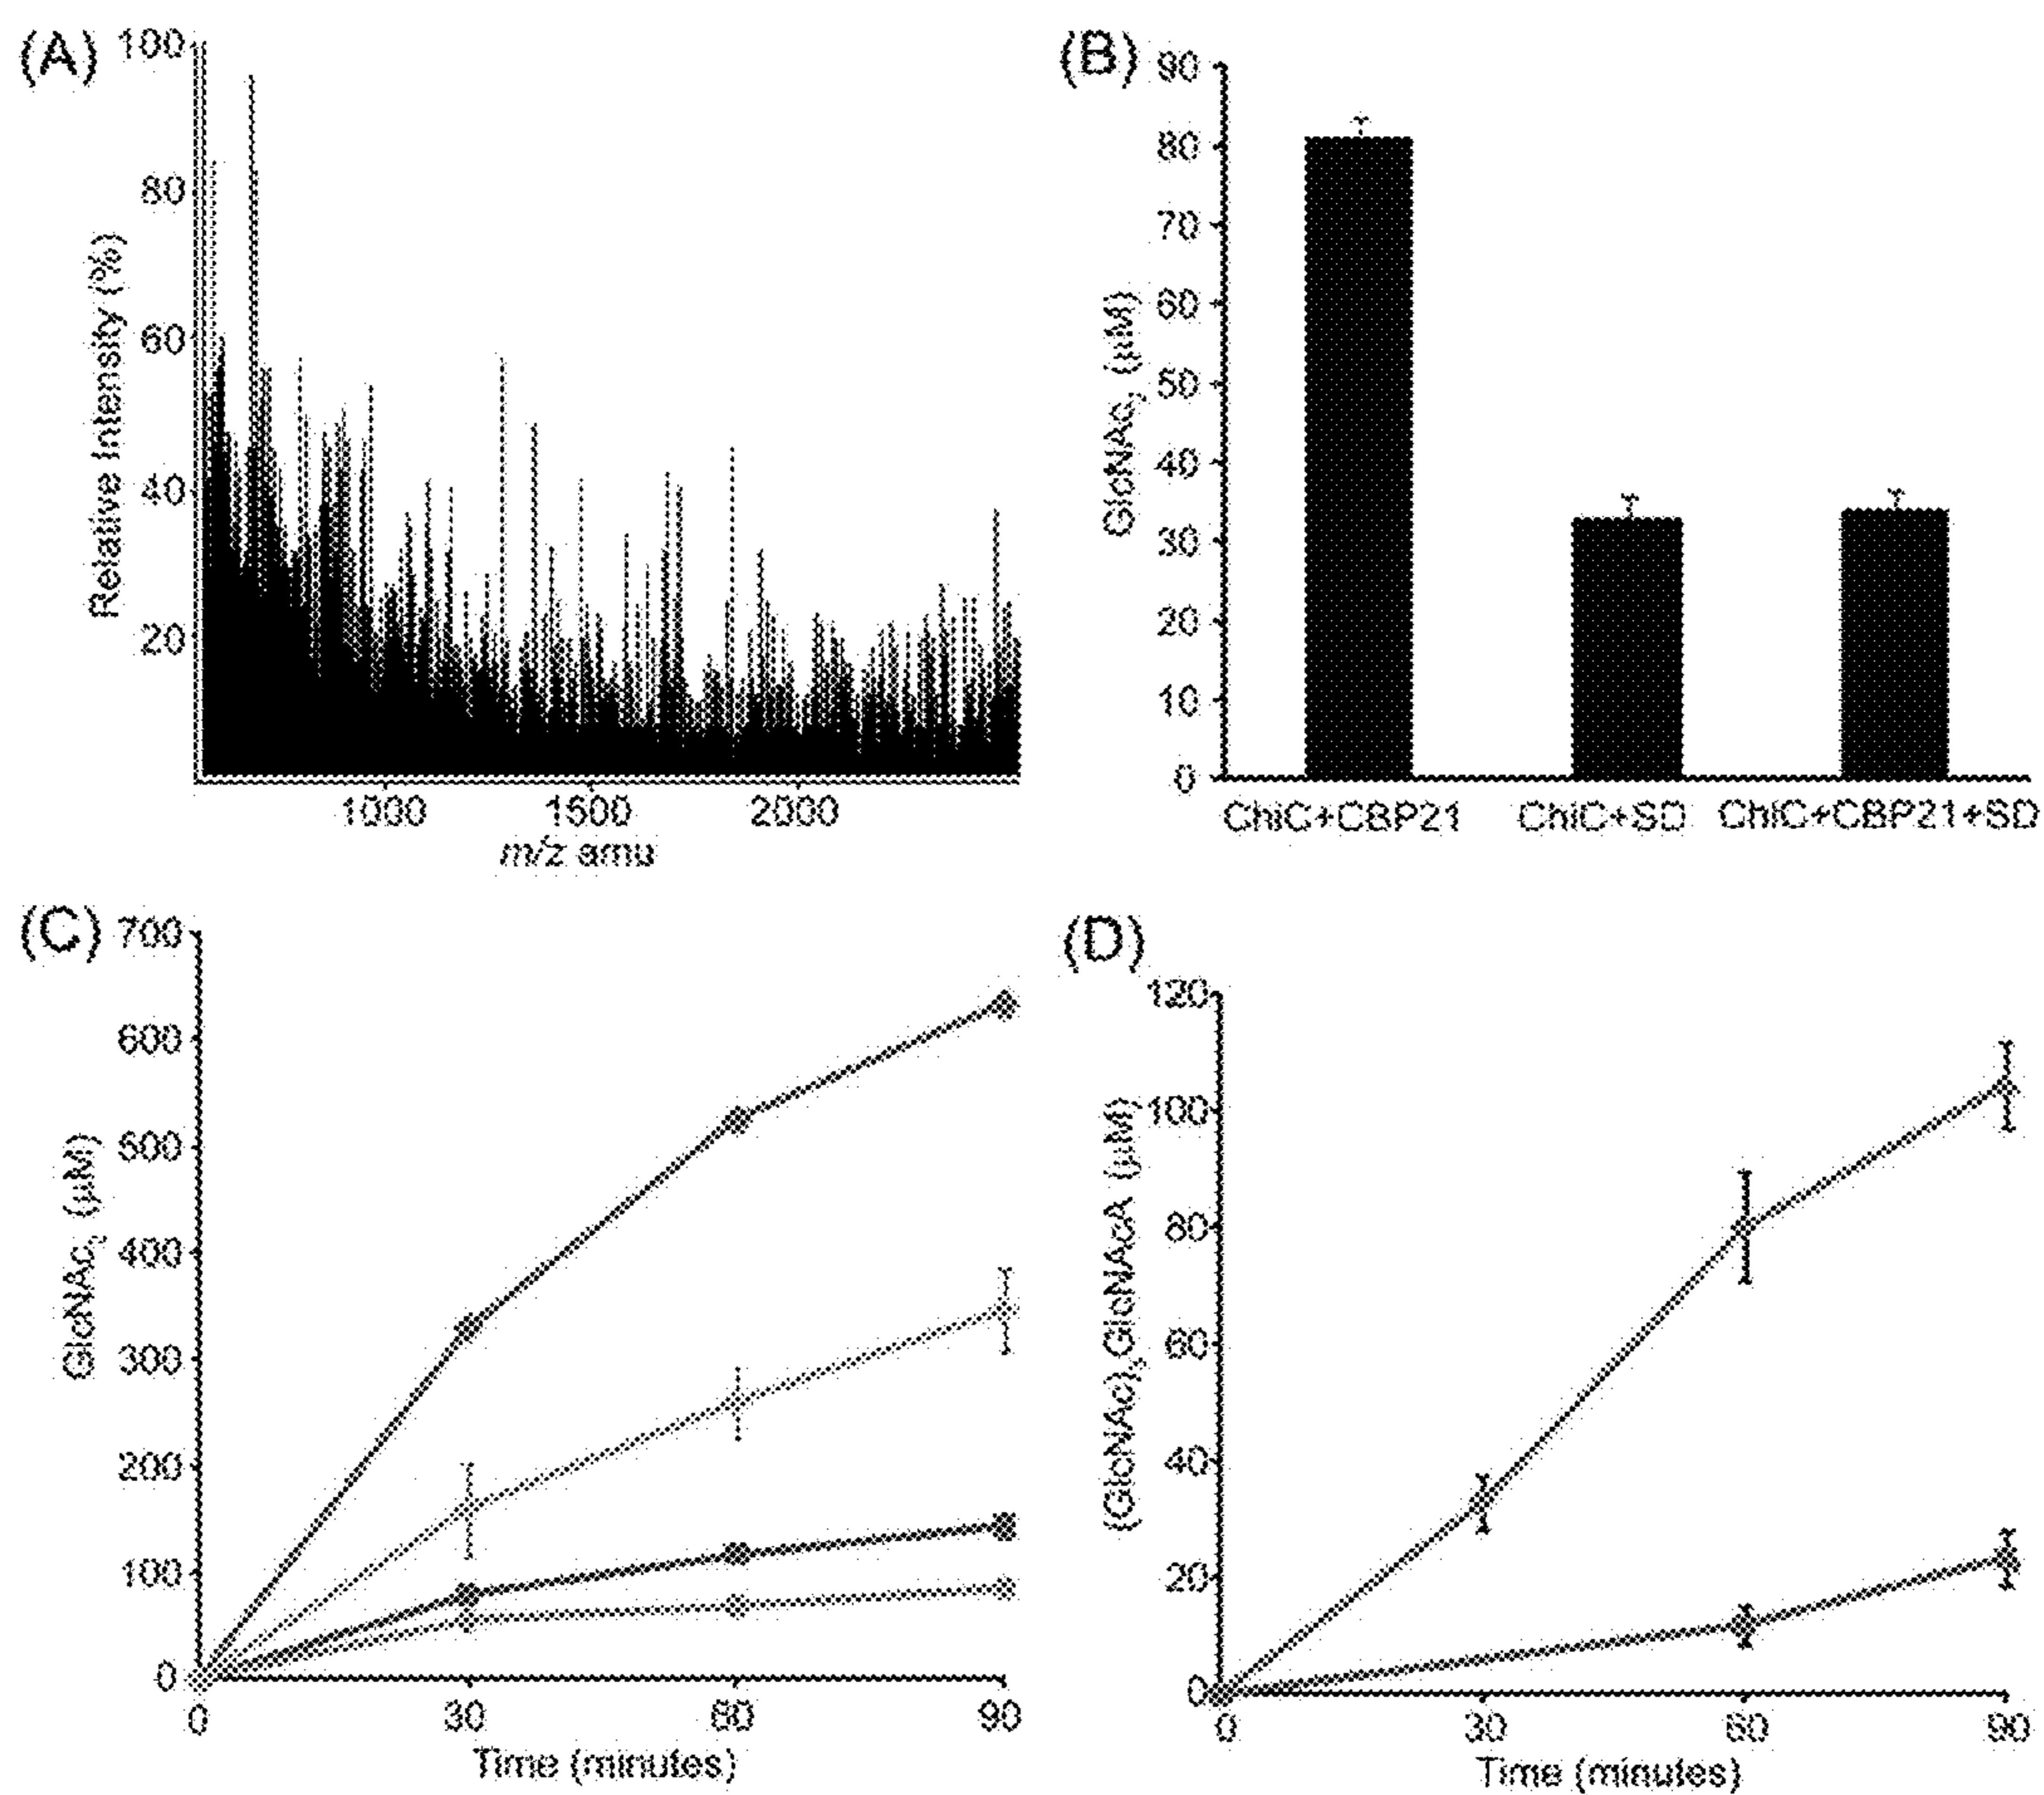 (A)
100
80
60
40
20
Relative Intensity (%)
1000 1500 2000
m/z amu
(B)
90
80
70
60
50
40
30
20
10
0
GlcNAc₂ (µM)
ChiC+CBP21 ChiC+SD ChiC+CBP21+SD
(C)
700
600
500
400
300
200
100
0
GlcNAc₂ (µM)
0 30 60 90
Time (minutes)
(D)
120
100
80
60
40
20
0
(GlcNAc)₃GlcNAcA (µM)
0 30 60 90
Time (minutes)